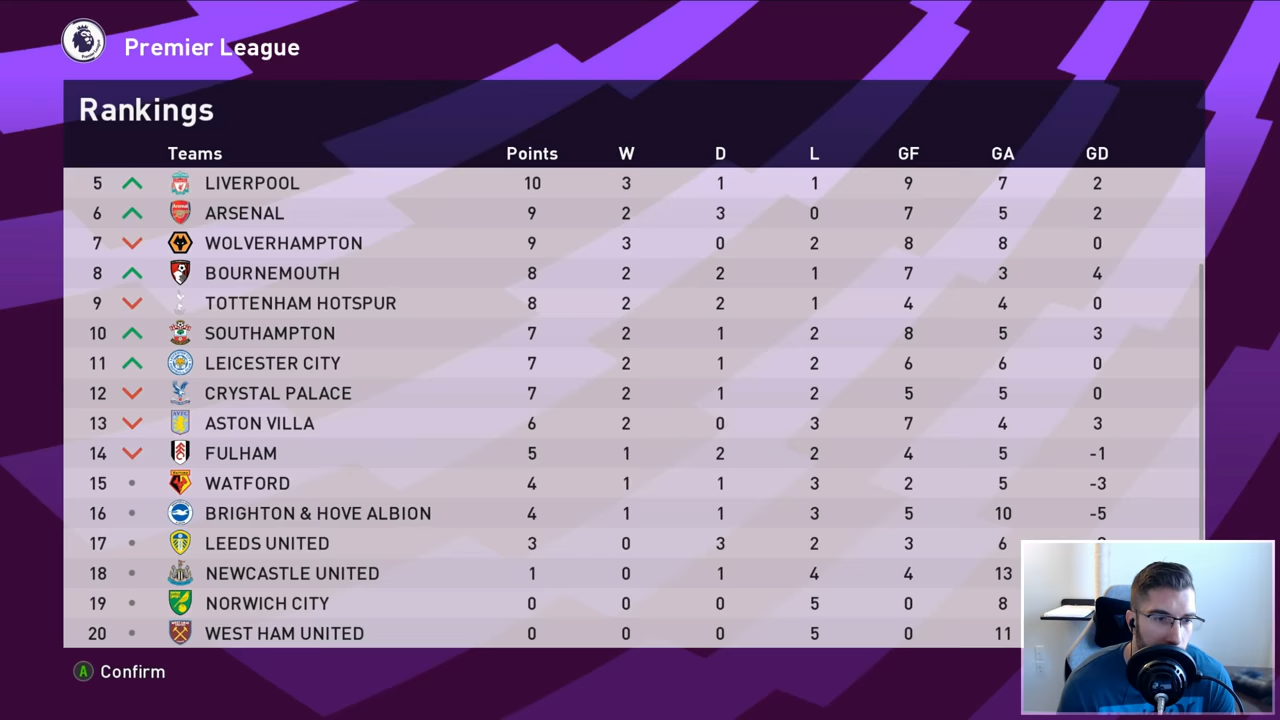 Premier League
Rankings
Teams Points W D L GF GA GD
5 LIVERPOOL 10 3 1 1 9 7 2
6 ARSENAL 9 2 3 0 7 5 2
7 WOLVERHAMPTON 9 3 0 2 8 8 0
8 BOURNEMOUTH 8 2 2 1 7 3 4
9 TOTTENHAM HOTSPUR 8 2 2 1 4 4 0
10 SOUTHAMPTON 7 2 1 2 8 5 3
11 LEICESTER CITY 7 2 1 2 6 6 0
12 CRYSTAL PALACE 7 2 1 2 5 5 0
13 ASTON VILLA 6 2 0 3 7 4 3
14 FULHAM 5 1 2 2 4 5 -1
15 WATFORD 4 1 1 3 2 5 -3
16 BRIGHTON & HOVE ALBION 4 1 1 3 5 10 -5
17 LEEDS UNITED 3 0 3 2 3 6
18 NEWCASTLE UNITED 1 0 1 4 4 13
19 NORWICH CITY 0 0 0 5 0 8
20 WEST HAM UNITED 0 0 0 5 0 11
A Confirm